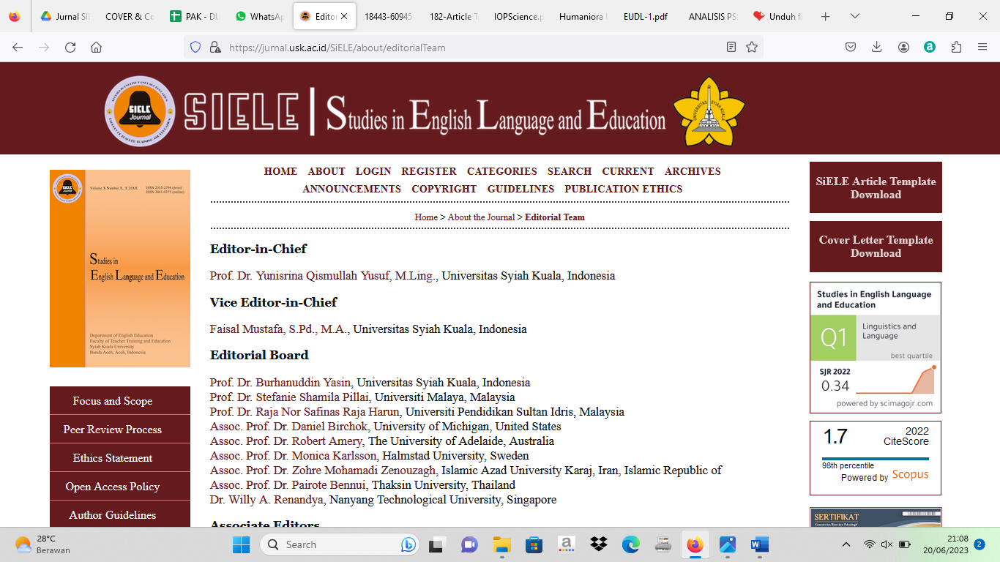 Jurnal SIE
COVER & Co
PAK - DU
WhatsAp
Editor
18443-60945-
182-Article T
IOPScience.p
Humaniora
EUDL-1.pdf
ANALISIS PS
Unduh fi
https://jurnal.usk.ac.id/SiELE/about/editorialTeam
SIELE Journal
SIELE | Studies in English Language and Education
Volume X Number X, X 20XX
ISSN 2355-2794 (print)
ISSN 2461-0275 (online)
Studies in
English Language and Education
Department of English Education
Faculty of Teacher Training and Education
Syiah Kuala University
Banda Aceh, Aceh, Indonesia
Focus and Scope
Peer Review Process
Ethics Statement
Open Access Policy
Author Guidelines
HOME ABOUT LOGIN REGISTER CATEGORIES SEARCH CURRENT ARCHIVES
ANNOUNCEMENTS COPYRIGHT GUIDELINES PUBLICATION ETHICS
Home > About the Journal > Editorial Team
Editor-in-Chief
Prof. Dr. Yunisrina Qismullah Yusuf, M.Ling., Universitas Syiah Kuala, Indonesia
Vice Editor-in-Chief
Faisal Mustafa, S.Pd., M.A., Universitas Syiah Kuala, Indonesia
Editorial Board
Prof. Dr. Burhanuddin Yasin, Universitas Syiah Kuala, Indonesia
Prof. Dr. Stefanie Shamila Pillai, Universiti Malaya, Malaysia
Prof. Dr. Raja Nor Safinas Raja Harun, Universiti Pendidikan Sultan Idris, Malaysia
Assoc. Prof. Dr. Daniel Birchok, University of Michigan, United States
Assoc. Prof. Dr. Robert Amery, The University of Adelaide, Australia
Assoc. Prof. Dr. Monica Karlsson, Halmstad University, Sweden
Assoc. Prof. Dr. Zohre Mohamadi Zenouzagh, Islamic Azad University Karaj, Iran, Islamic Republic of
Assoc. Prof. Dr. Pairote Bennui, Thaksin University, Thailand
Dr. Willy A. Renandya, Nanyang Technological University, Singapore
Associate Editors
SiELE Article Template
Download
Cover Letter Template
Download
Studies in English Language
and Education
Q1
Linguistics and
Language
best quartile
SJR 2022
0.34
powered by scimagojr.com
1.7
2022
CiteScore
98th percentile
Powered by Scopus
SERTIFIKAT
28°C
Berawan
Search
21:08
20/06/2023
2